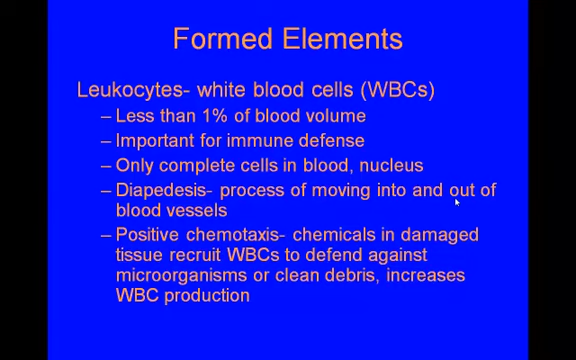 Formed Elements
Leukocytes- white blood cells (WBCs)
– Less than 1% of blood volume
– Important for immune defense
– Only complete cells in blood, nucleus
– Diapedesis- process of moving into and out of
blood vessels
– Positive chemotaxis- chemicals in damaged
tissue recruit WBCs to defend against
microorganisms or clean debris, increases
WBC production